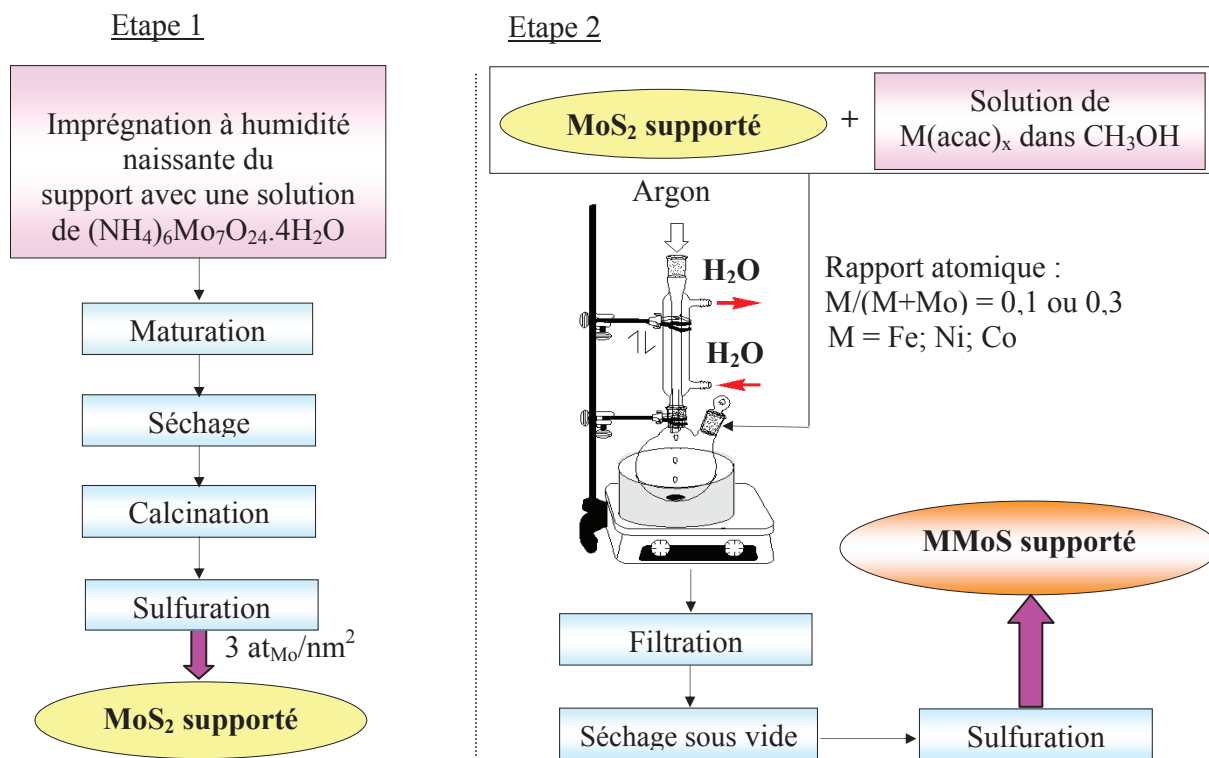 Etape 1
Imprégnation à humidité
naissante du
support avec une solution
de (NH₄)₆Mo₇O₂₄.4H₂O
Maturation
Séchage
Calcination
Sulfuration
3 at_Mo/nm²
MoS₂ supporté
Etape 2
MoS₂ supporté
+
Solution de
M(acac)ₓ dans CH₃OH
Argon
H₂O
H₂O
Rapport atomique :
M/(M+Mo) = 0,1 ou 0,3
M = Fe; Ni; Co
Filtration
Séchage sous vide
Sulfuration
MMoS supporté